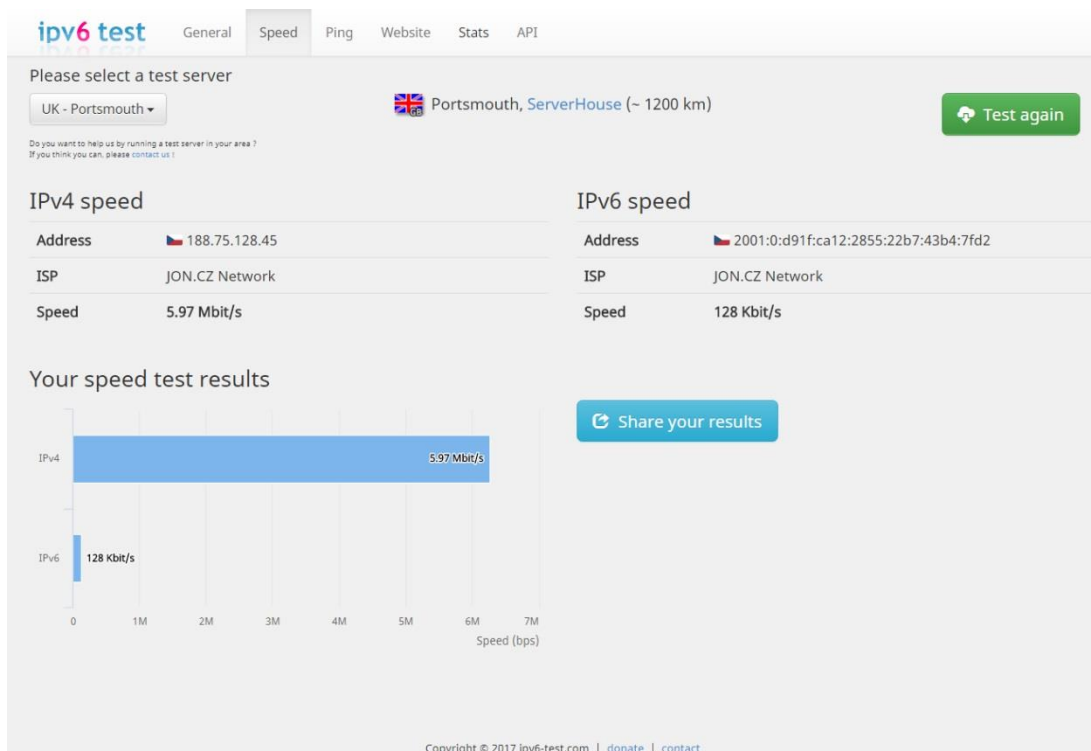 ipv6 test General Speed Ping Website Stats API
Please select a test server
UK - Portsmouth
GB Portsmouth, ServerHouse (~ 1200 km)
Test again
Do you want to help us by running a test server in your area ?
If you think you can, please contact us !
IPv4 speed
Address 188.75.128.45
ISP JON.CZ Network
Speed 5.97 Mbit/s
IPv6 speed
Address 2001:0:d91f:ca12:2855:22b7:43b4:7fd2
ISP JON.CZ Network
Speed 128 Kbit/s
Your speed test results
Share your results
IPv4 5.97 Mbit/s
IPv6 128 Kbit/s
0 1M 2M 3M 4M 5M 6M 7M
Speed (bps)
Copyright © 2017 ipv6-test.com | donate | contact